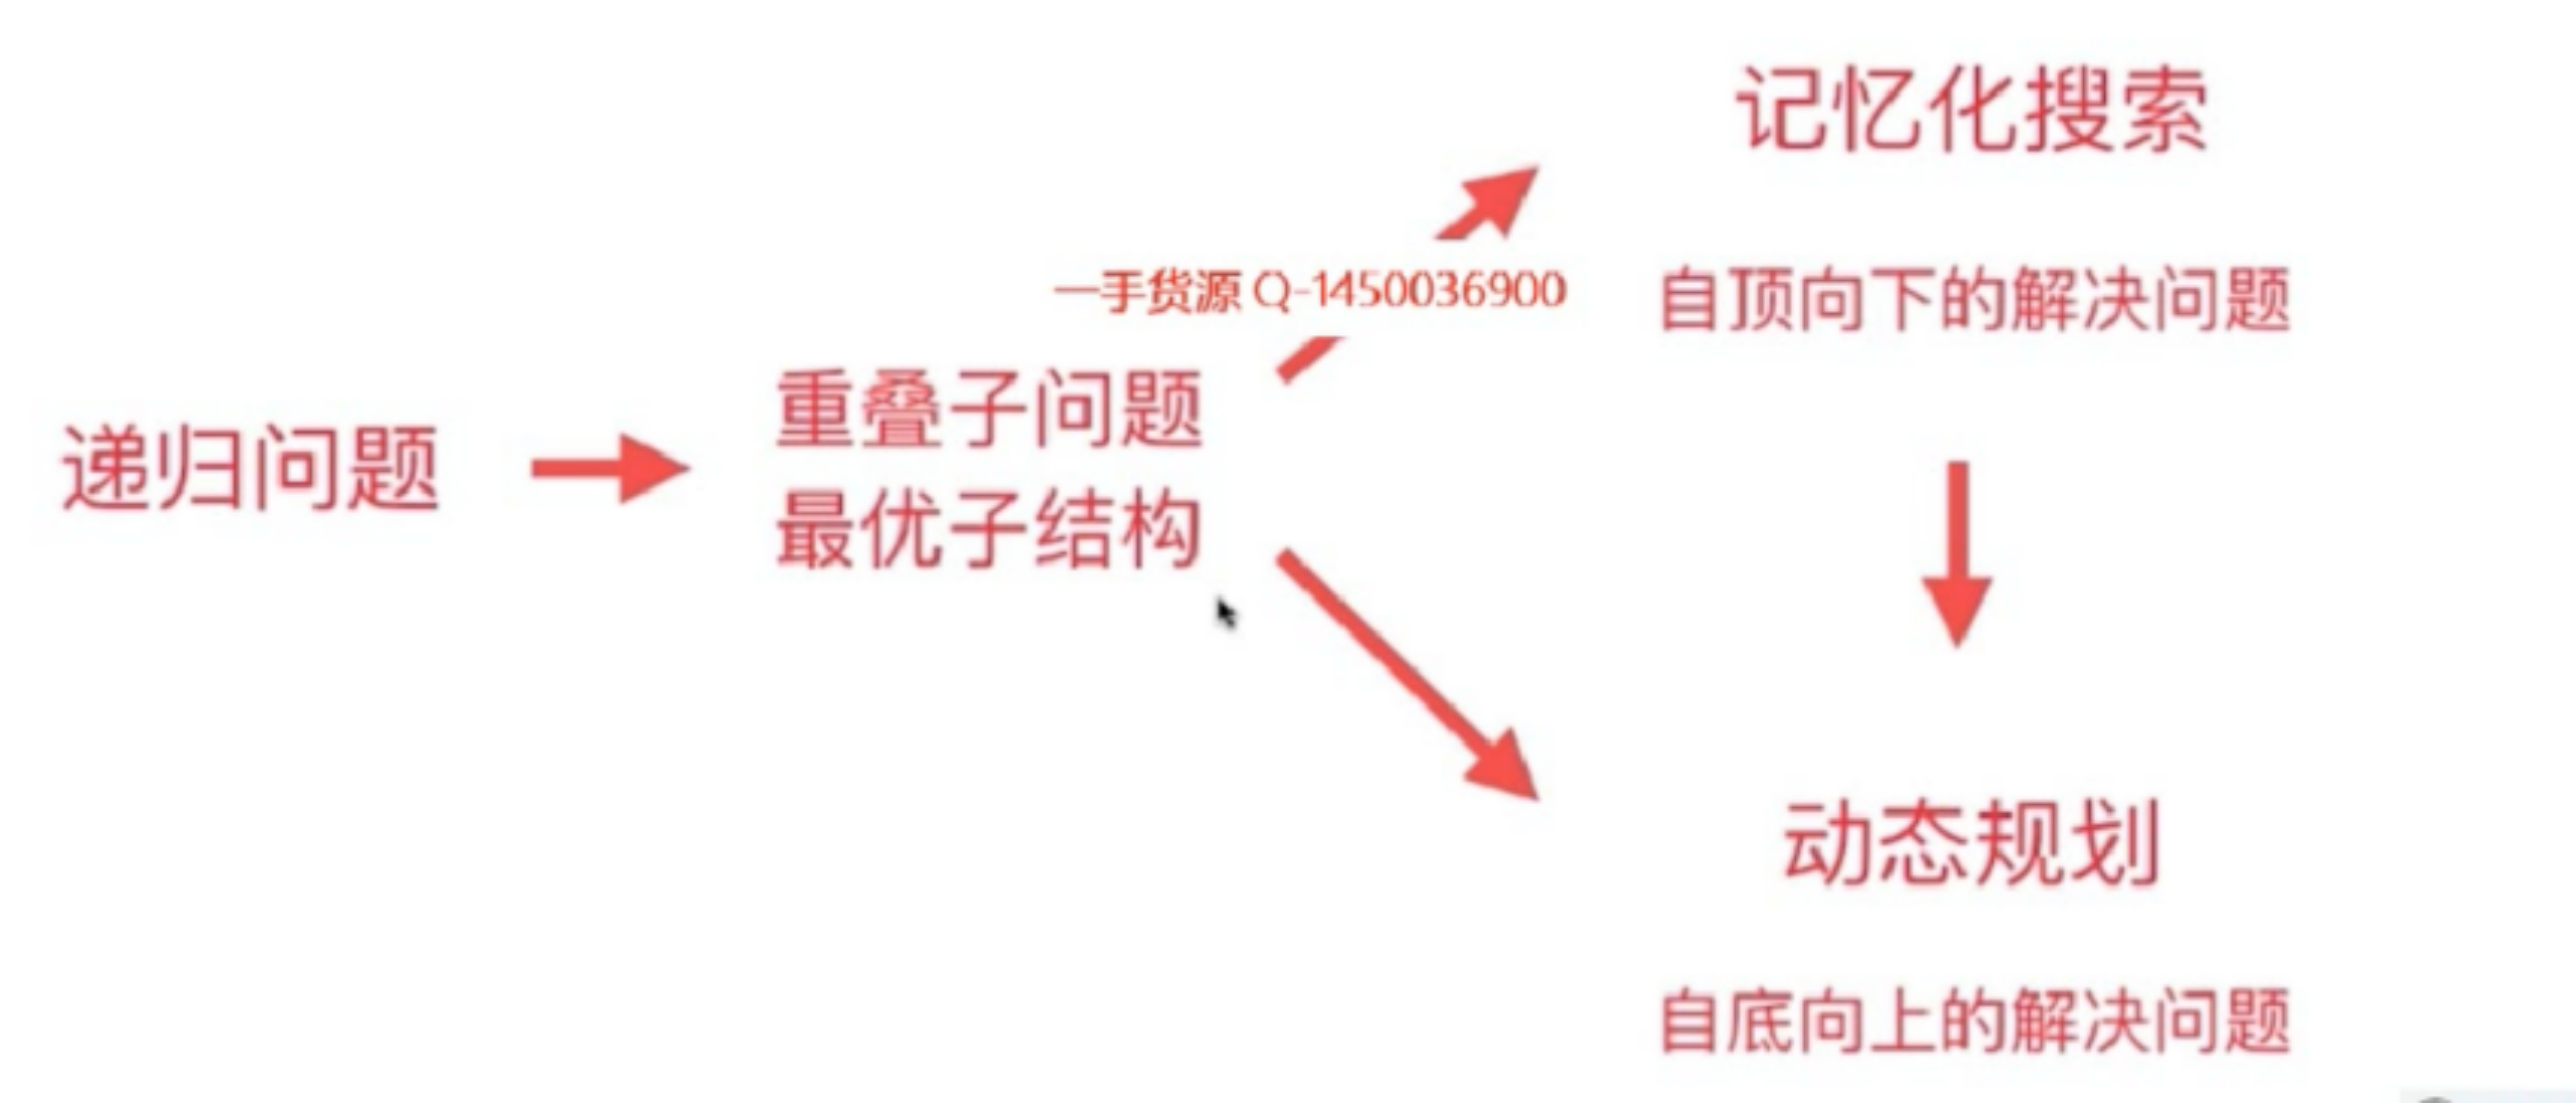 记忆化搜索
一手货源 Q-1450036900
自顶向下的解决问题
重叠子问题
递归问题
最优子结构
动态规划
自底向上的解决问题